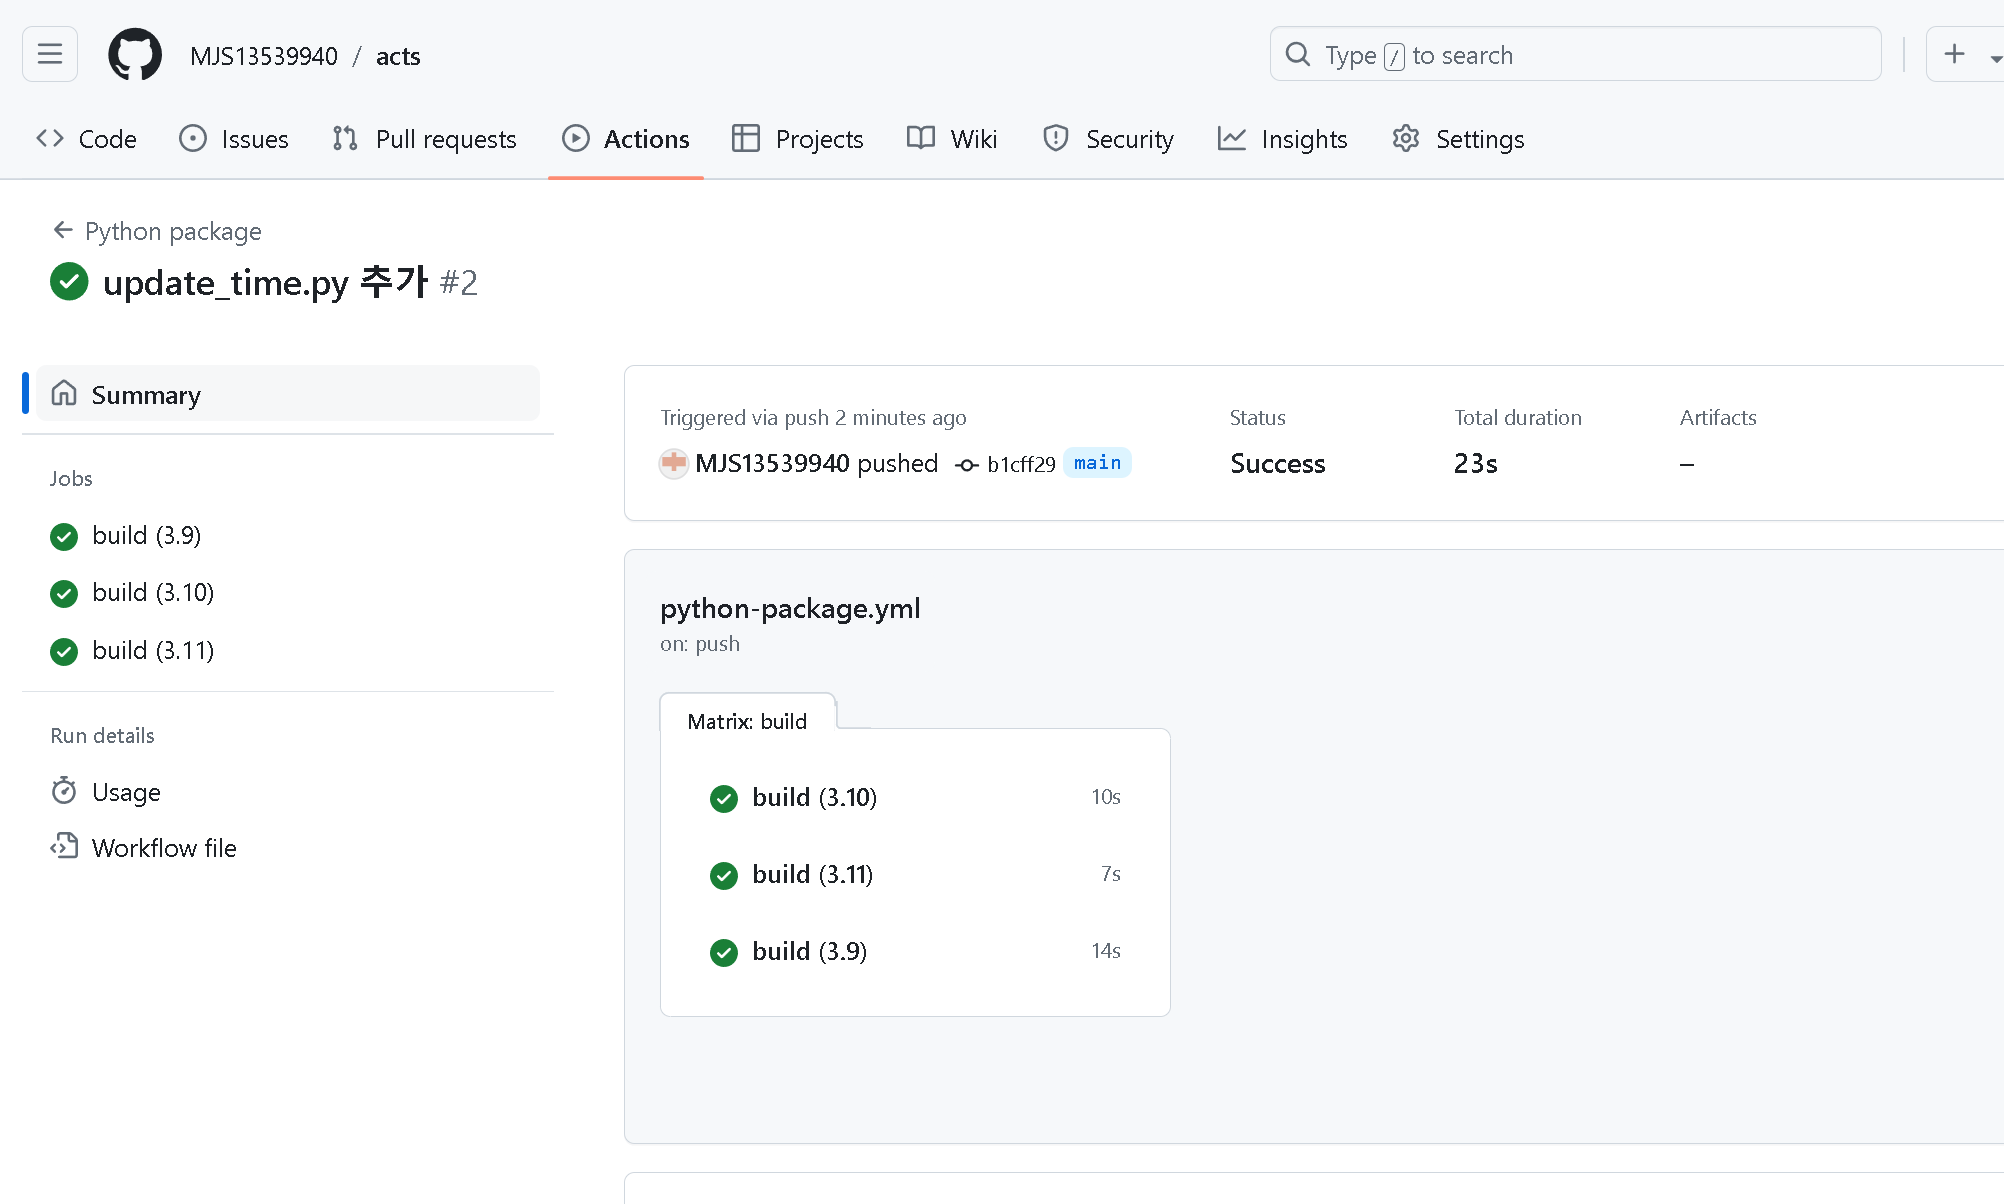 MJS13539940 / acts
Type / to search
Code Issues Pull requests Actions Projects Wiki Security Insights Settings
Python package
update_time.py 추가 #2
Summary
Jobs
build (3.9)
build (3.10)
build (3.11)
Run details
Usage
Workflow file
Triggered via push 2 minutes ago
MJS13539940 pushed b1cff29 main
Status
Success
Total duration
23s
Artifacts
–
python-package.yml
on: push
Matrix: build
build (3.10) 10s
build (3.11) 7s
build (3.9) 14s